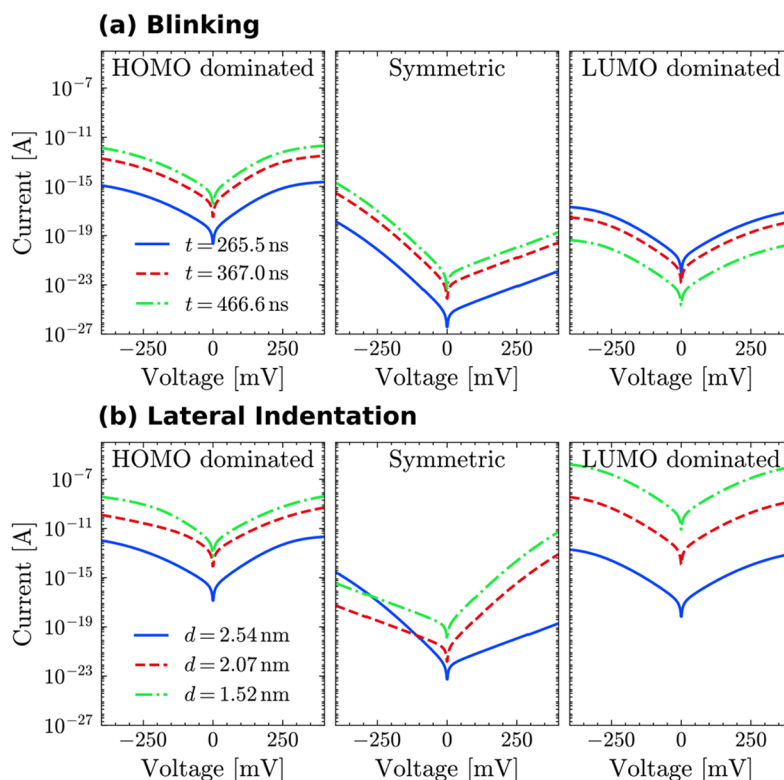 (a) Blinking
HOMO dominated Symmetric LUMO dominated
Current [A]
10⁻⁷
10⁻¹¹
10⁻¹⁵
10⁻¹⁹
10⁻²³
10⁻²⁷
t = 265.5 ns
t = 367.0 ns
t = 466.6 ns
−250 0 250 −250 0 250 −250 0 250
Voltage [mV] Voltage [mV] Voltage [mV]
(b) Lateral Indentation
HOMO dominated Symmetric LUMO dominated
Current [A]
10⁻⁷
10⁻¹¹
10⁻¹⁵
10⁻¹⁹
10⁻²³
10⁻²⁷
d = 2.54 nm
d = 2.07 nm
d = 1.52 nm
−250 0 250 −250 0 250 −250 0 250
Voltage [mV] Voltage [mV] Voltage [mV]